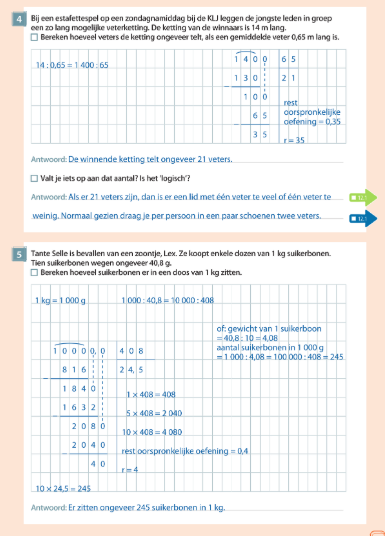 4 Bij een estafettespel op een zondagnamiddag bij de KLJ leggen de jongste leden in groep
een zo lang mogelijke veterketting. De ketting van de winnaars is 14 m lang.
Bereken hoeveel veters de ketting ongeveer telt, als een gemiddelde veter 0,65 m lang is.
14 : 0,65 = 1 400 : 65
1 4 0 0 6 5
- 1 3 0 2 1
1 0 0
- 6 5
3 5
rest
oorspronkelijke
oefening = 0,35
r = 35
Antwoord: De winnende ketting telt ongeveer 21 veters.
Valt je iets op aan dat aantal? Is het 'logisch'?
Antwoord: Als er 21 veters zijn, dan is er een lid met één veter te veel of één veter te
weinig. Normaal gezien draag je per persoon in een paar schoenen twee veters.
5 Tante Selle is bevallen van een zoontje, Lex. Ze koopt enkele dozen van 1 kg suikerbonen.
Tien suikerbonen wegen ongeveer 40,8 g.
Bereken hoeveel suikerbonen er in een doos van 1 kg zitten.
1 kg = 1 000 g 1 000 : 40,8 = 10 000 : 408
of: gewicht van 1 suikerboon
= 40,8 : 10 = 4,08
aantal suikerbonen in 1 000 g
= 1 000 : 4,08 = 100 000 : 408 = 245
1 0 0 0 0, 0 4 0 8
- 8 1 6 2 4, 5
1 8 4 0
- 1 6 3 2
2 0 8 0
- 2 0 4 0
4 0
1 × 408 = 408
5 × 408 = 2 040
10 × 408 = 4 080
rest oorspronkelijke oefening = 0,4
r = 4
10 × 24,5 = 245
Antwoord: Er zitten ongeveer 245 suikerbonen in 1 kg.